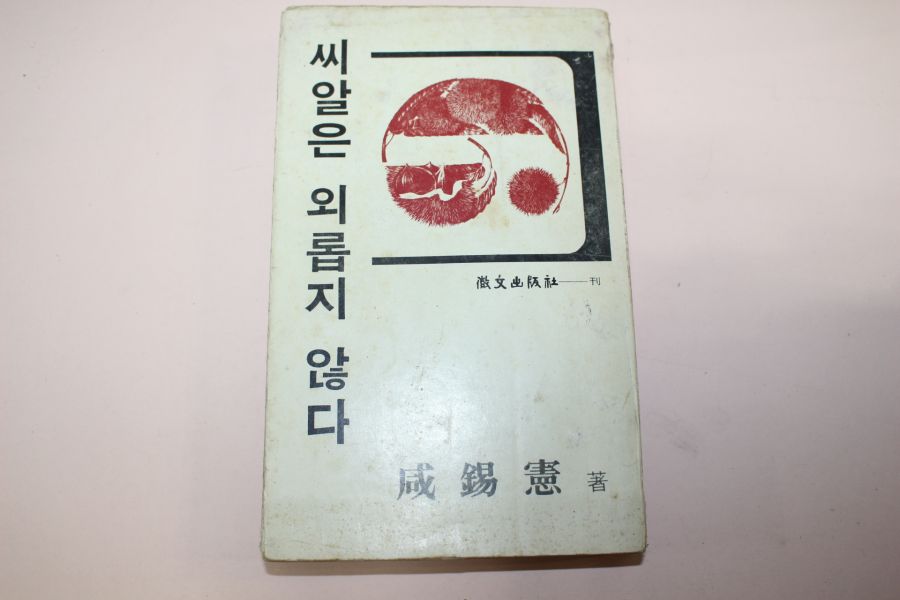 씨알은 외롭지 않다
徽文出版社──刊
咸錫憲 著